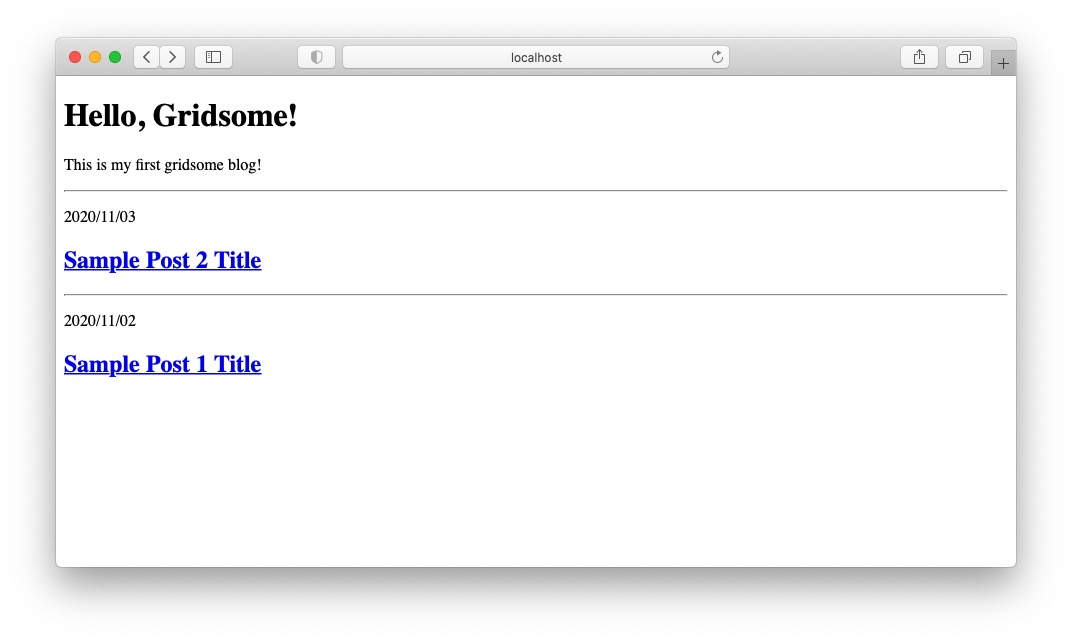 localhost
Hello, Gridsome!
This is my first gridsome blog!
2020/11/03
Sample Post 2 Title
2020/11/02
Sample Post 1 Title